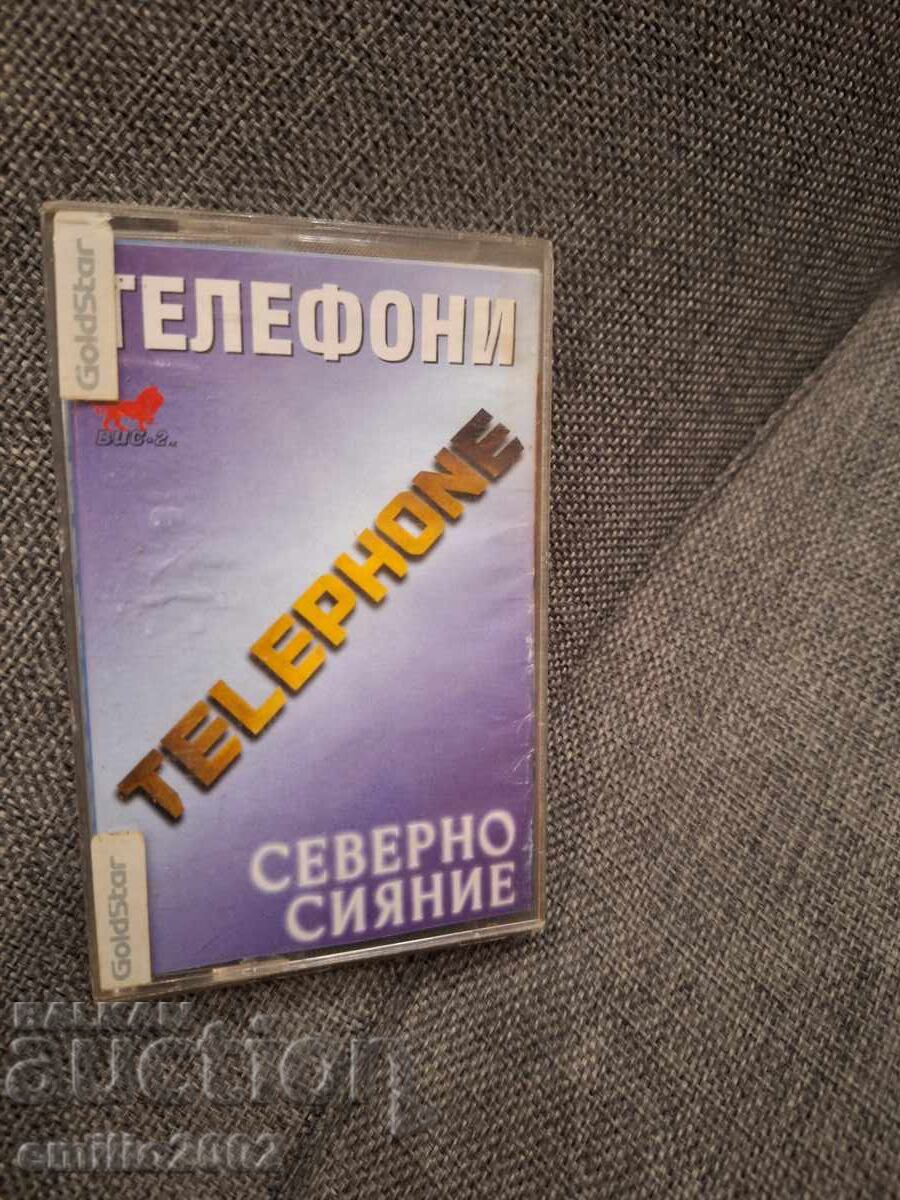 GoldStar
ТЕЛЕФОНИ
ВИС-2
TELEPHONE
СЕВЕРНО
СИЯНИЕ
GoldStar
BALKAN
auction
emilio2002